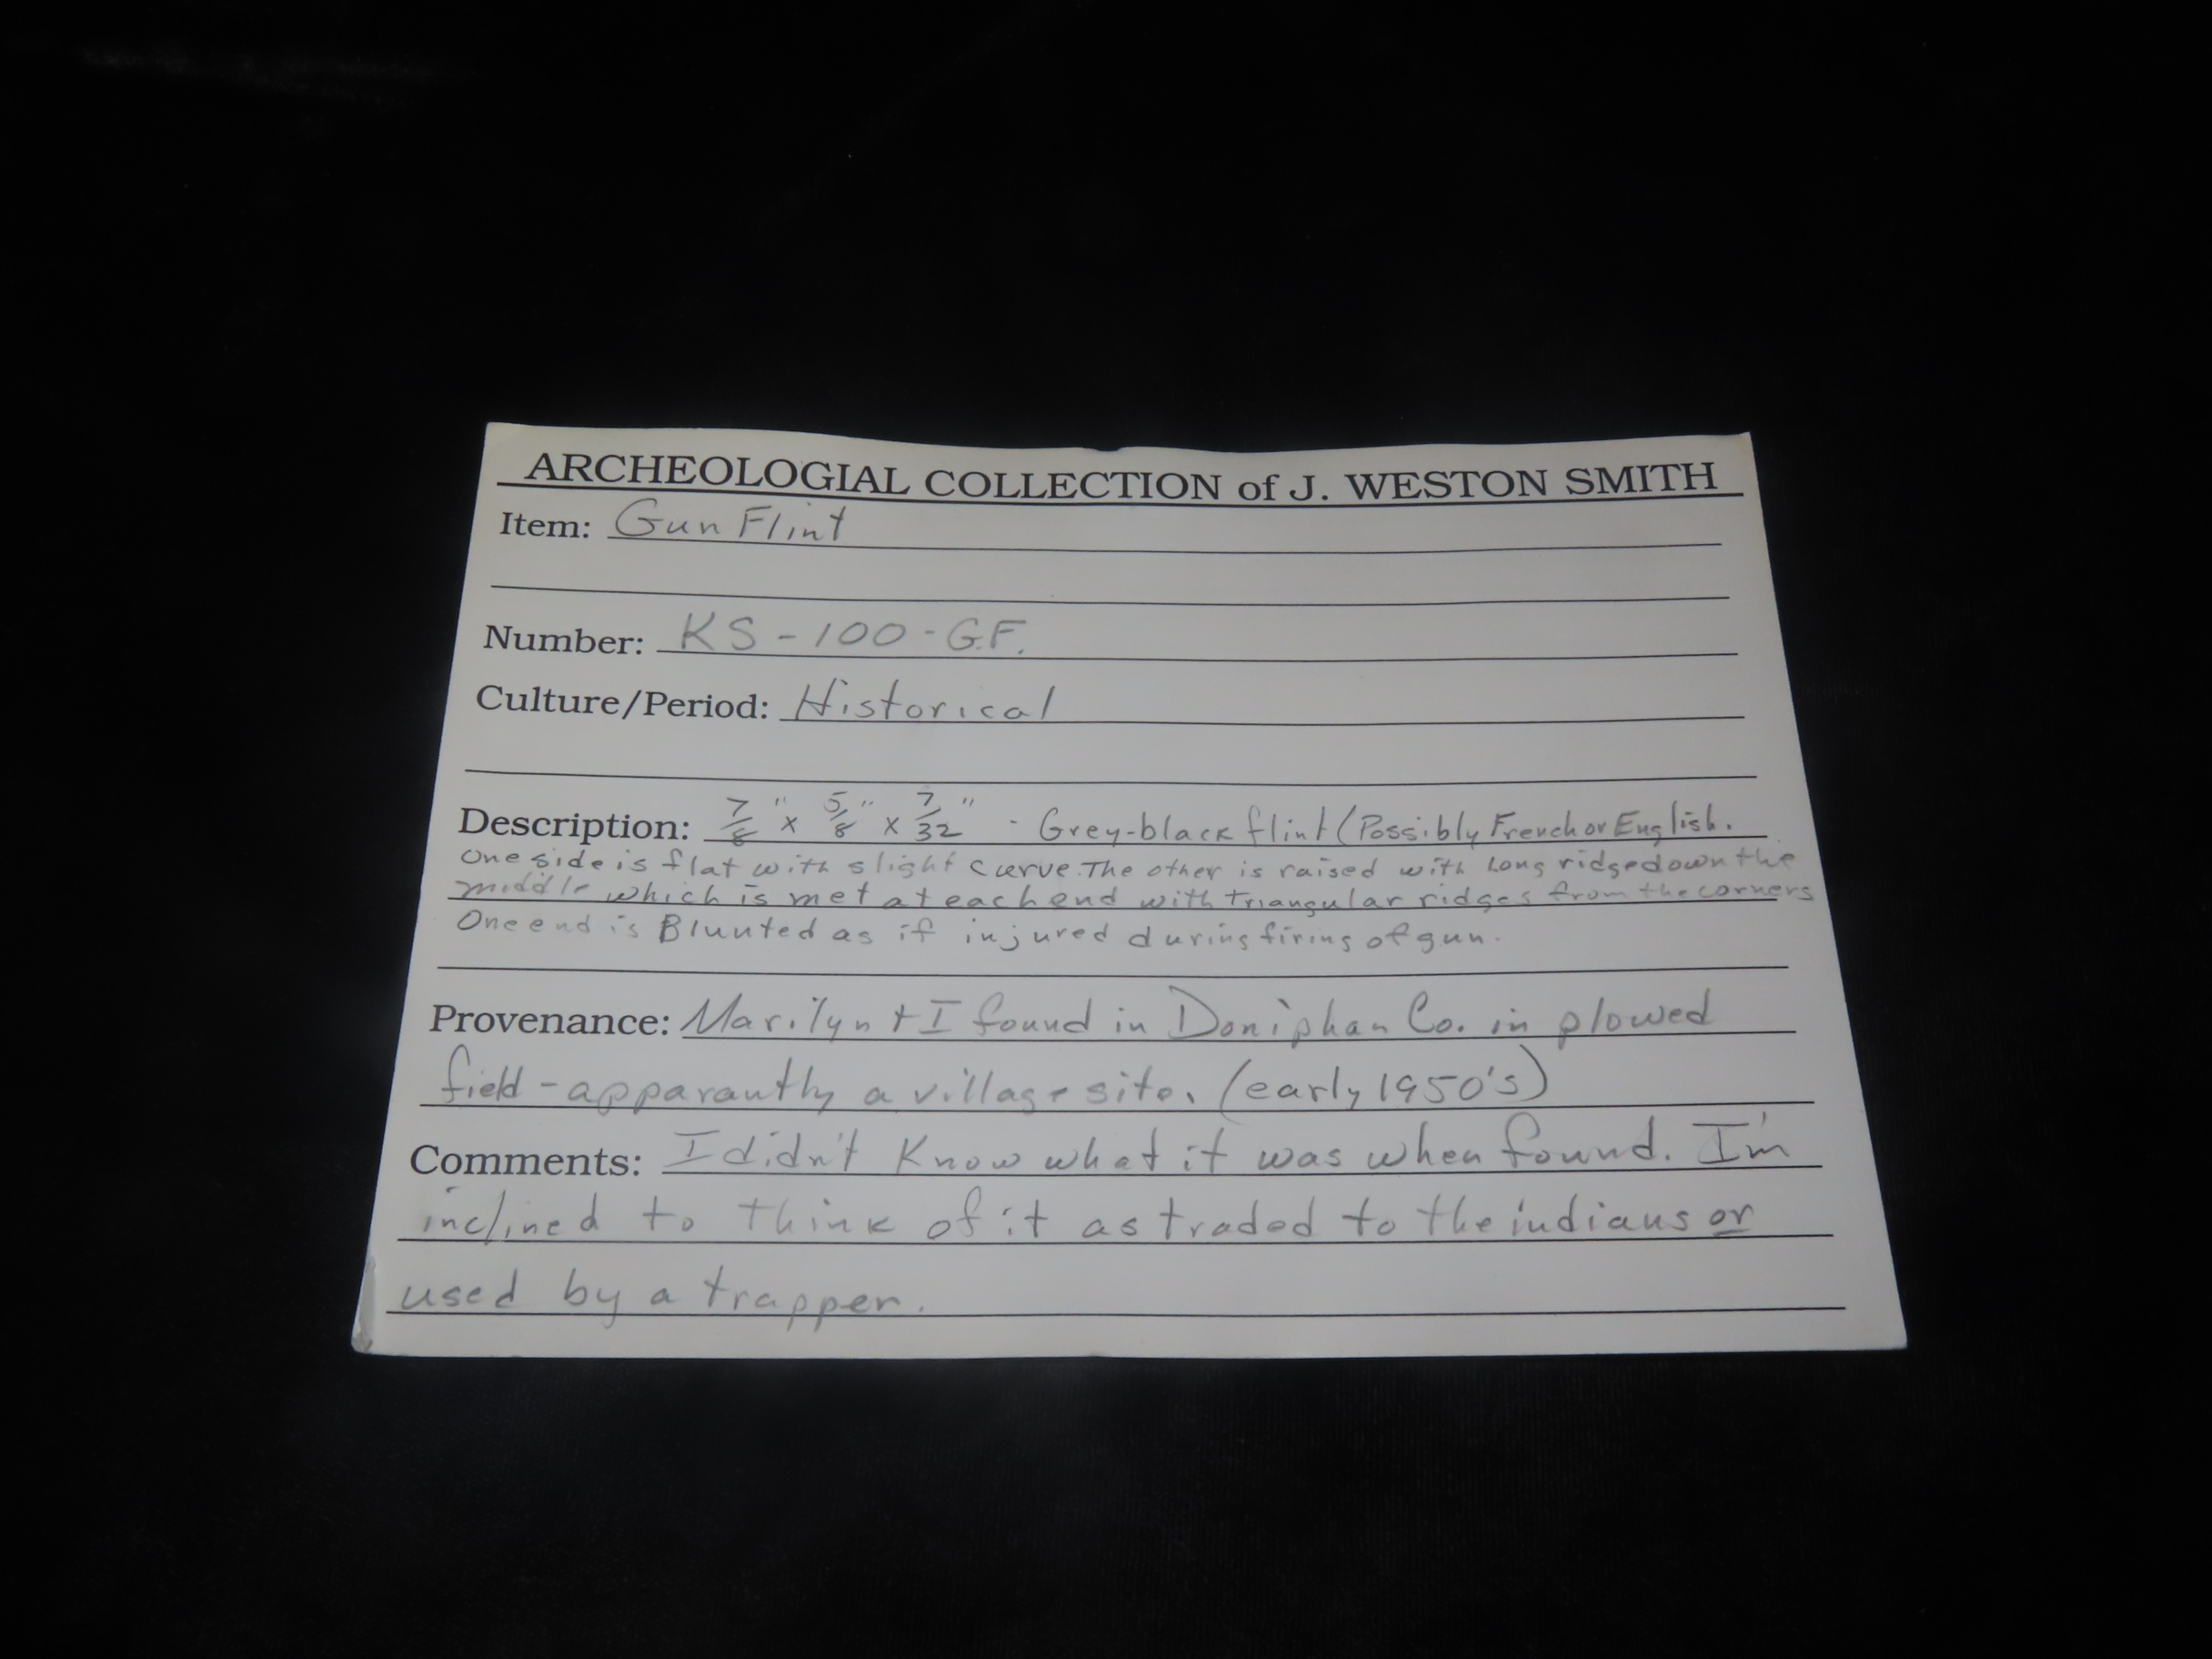 ARCHEOLOGIAL COLLECTION of J. WESTON SMITH
Item: Gun Flint
Number: KS-100-G.F.
Culture/Period: Historical
Description: 7/8" x 5/8" x 7/32" - Grey-black flint (Possibly French or English.
One side is flat with slight curve. The other is raised with long ridge down the
middle which is met at each end with triangular ridges from the corners
One end is Blunted as if injured during firing of gun.
Provenance: Marilyn + I found in Doniphan Co. in plowed
field - apparantly a village site. (early 1950's)
Comments: I didn't know what it was when found. I'm
inclined to think of it as traded to the indians or
used by a trapper.